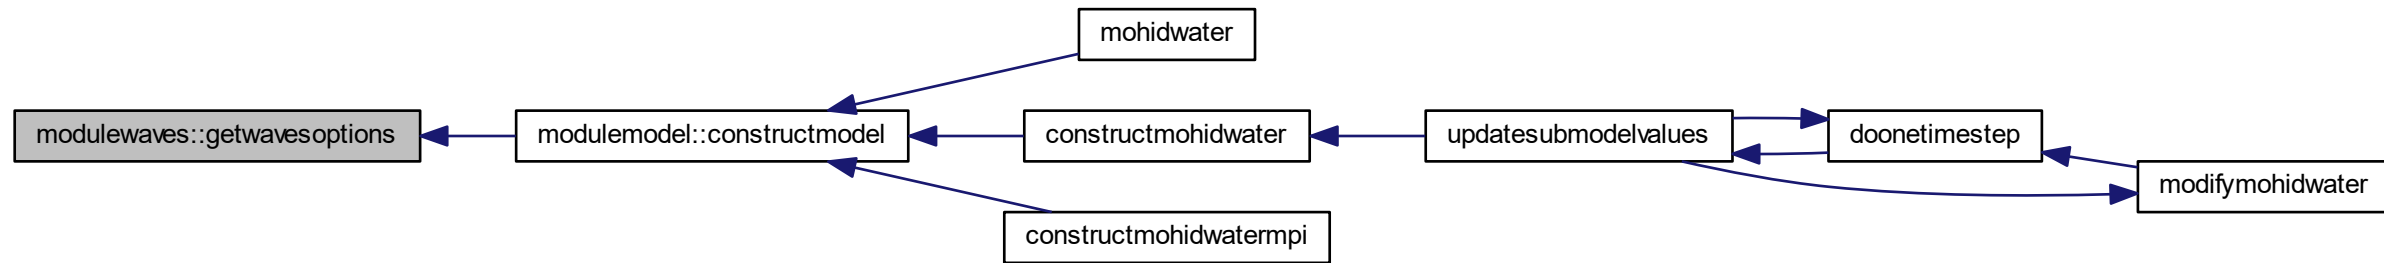 mohidwater
modulewaves::getwavesoptions
modulemodel::constructmodel
constructmohidwater
updatesubmodelvalues
doonetimestep
modifymohidwater
constructmohidwatermpi